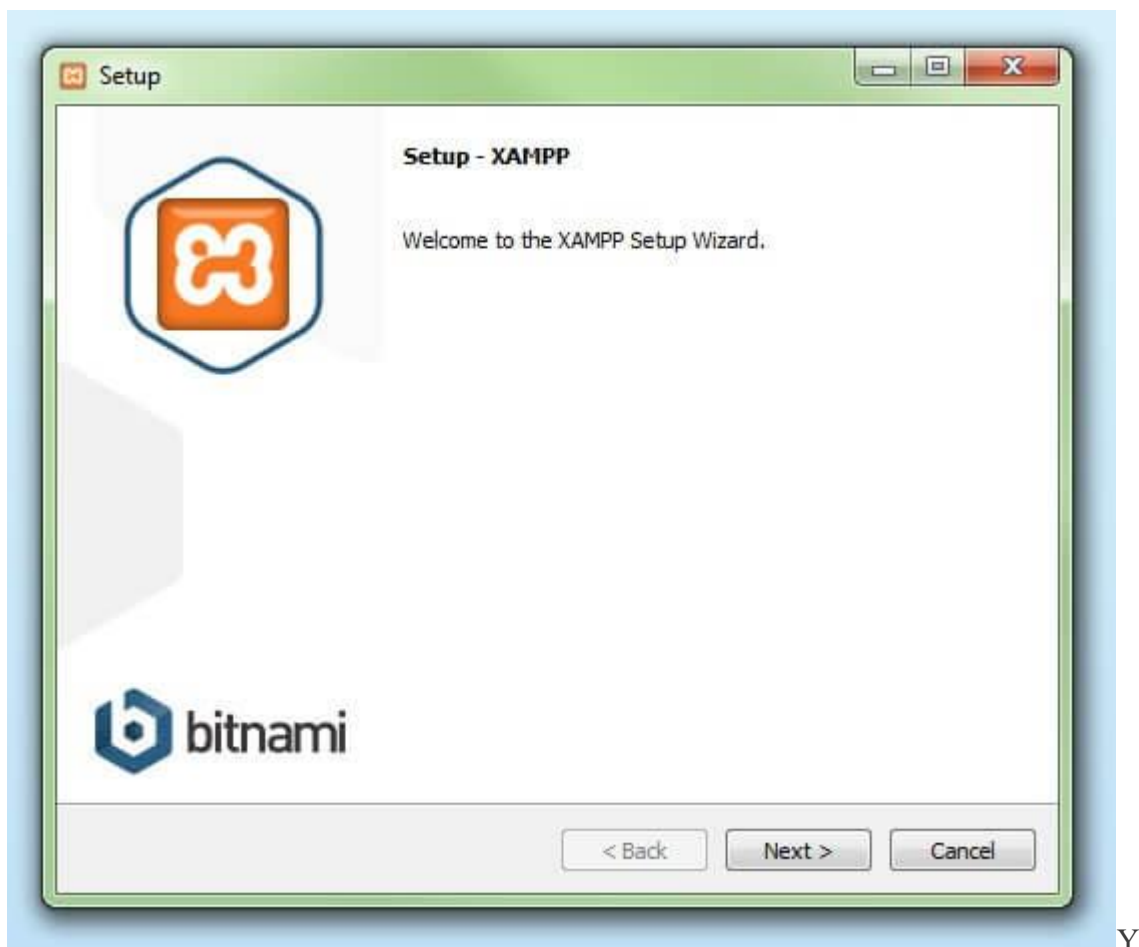 Setup
Setup - XAMPP
Welcome to the XAMPP Setup Wizard.
bitnami
< Back Next > Cancel
Y